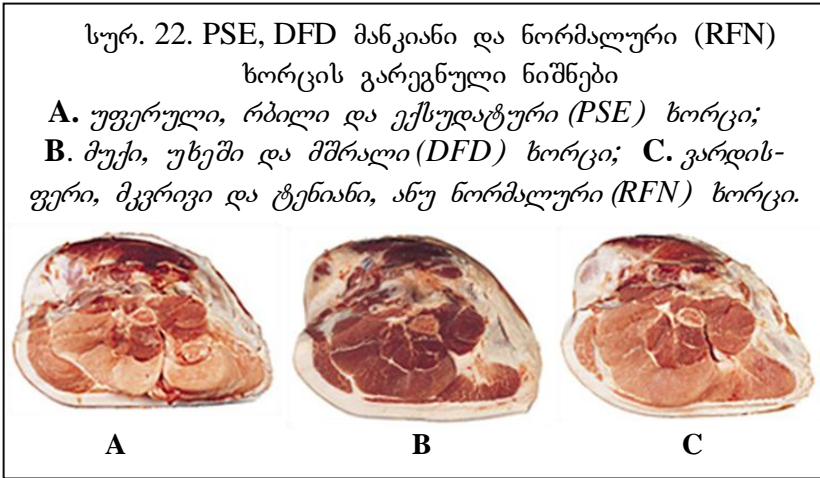 სურ. 22. PSE, DFD მანკიანი და ნორმალური (RFN)
ხორცის გარეგნული ნიშნები
A. უფერული, რბილი და ექსუდატური (PSE) ხორცი;
B. მუქი, უხეში და მშრალი (DFD) ხორცი; C. ვარდის-
ფერი, მკვრივი და ტენიანი, ანუ ნორმალური (RFN) ხორცი.
A B C